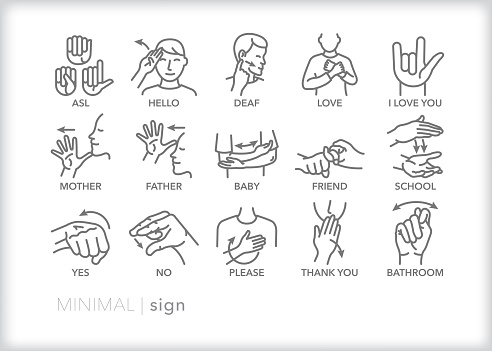 ASL HELLO DEAF LOVE I LOVE YOU
MOTHER FATHER BABY FRIEND SCHOOL
YES NO PLEASE THANK YOU BATHROOM
MINIMAL | sign